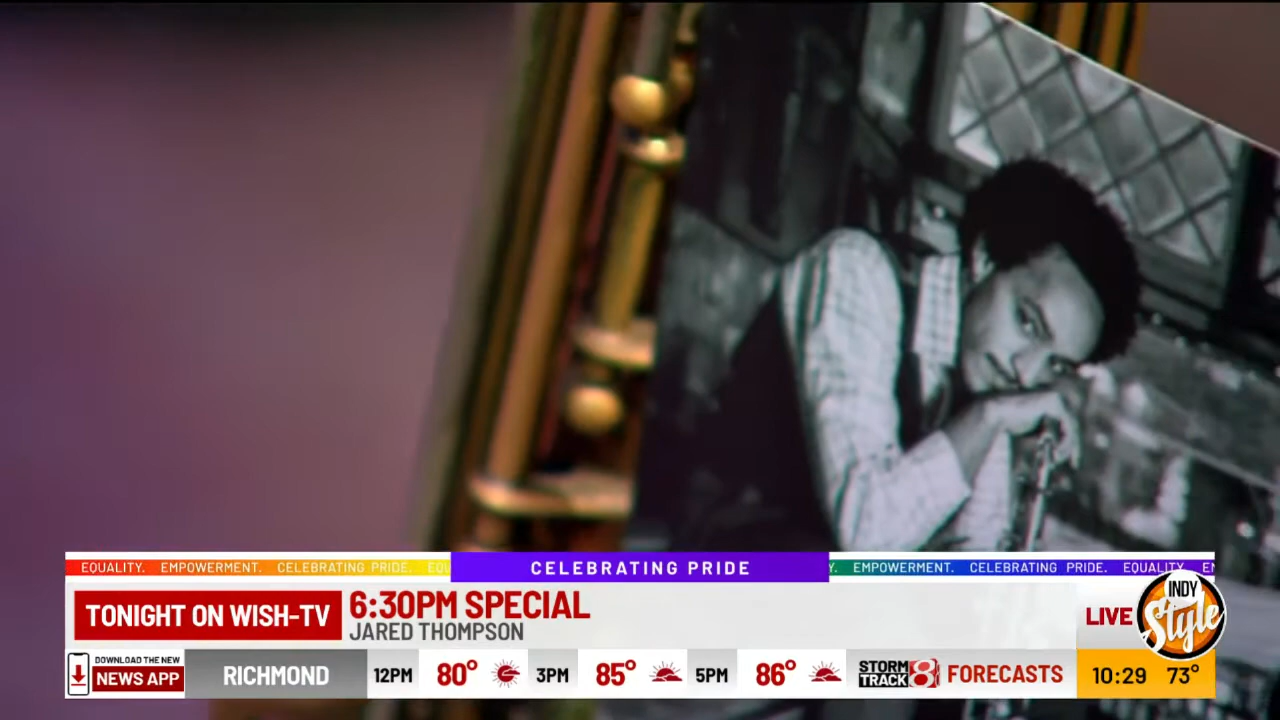 EQUALITY. EMPOWERMENT. CELEBRATING PRIDE. EQU
CELEBRATING PRIDE
Y. EMPOWERMENT. CELEBRATING PRIDE. EQUALITY. EM
TONIGHT ON WISH-TV
6:30PM SPECIAL
JARED THOMPSON
LIVE
INDY
Style
DOWNLOAD THE NEW
NEWS APP
RICHMOND
12PM 80°
3PM 85°
5PM 86°
STORM
TRACK 8
FORECASTS
10:29 73°